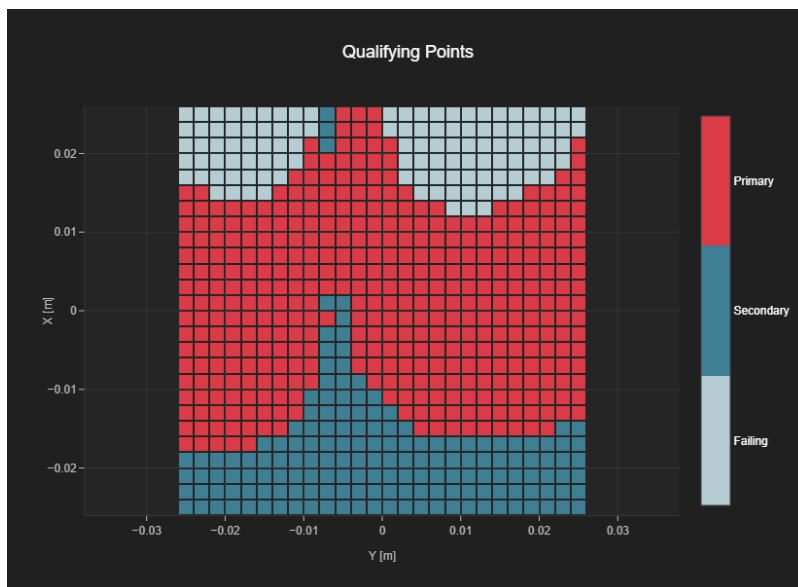 Qualifying Points
Primary
Secondary
Failing
X [m]
0.02
0.01
0
−0.01
−0.02
−0.03
−0.02
−0.01
0
0.01
0.02
0.03
Y [m]